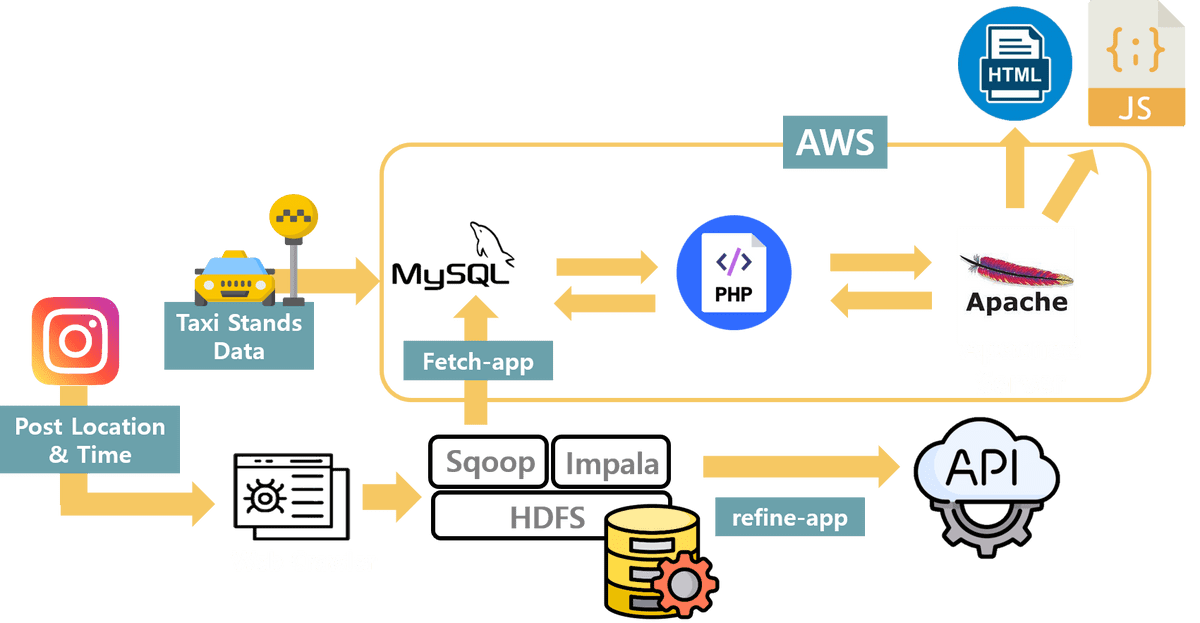 HTML
JS
AWS
MySQL
</>
PHP
Apache
Taxi Stands
Data
Fetch-app
Post Location
& Time
Sqoop
Impala
HDFS
refine-app
API